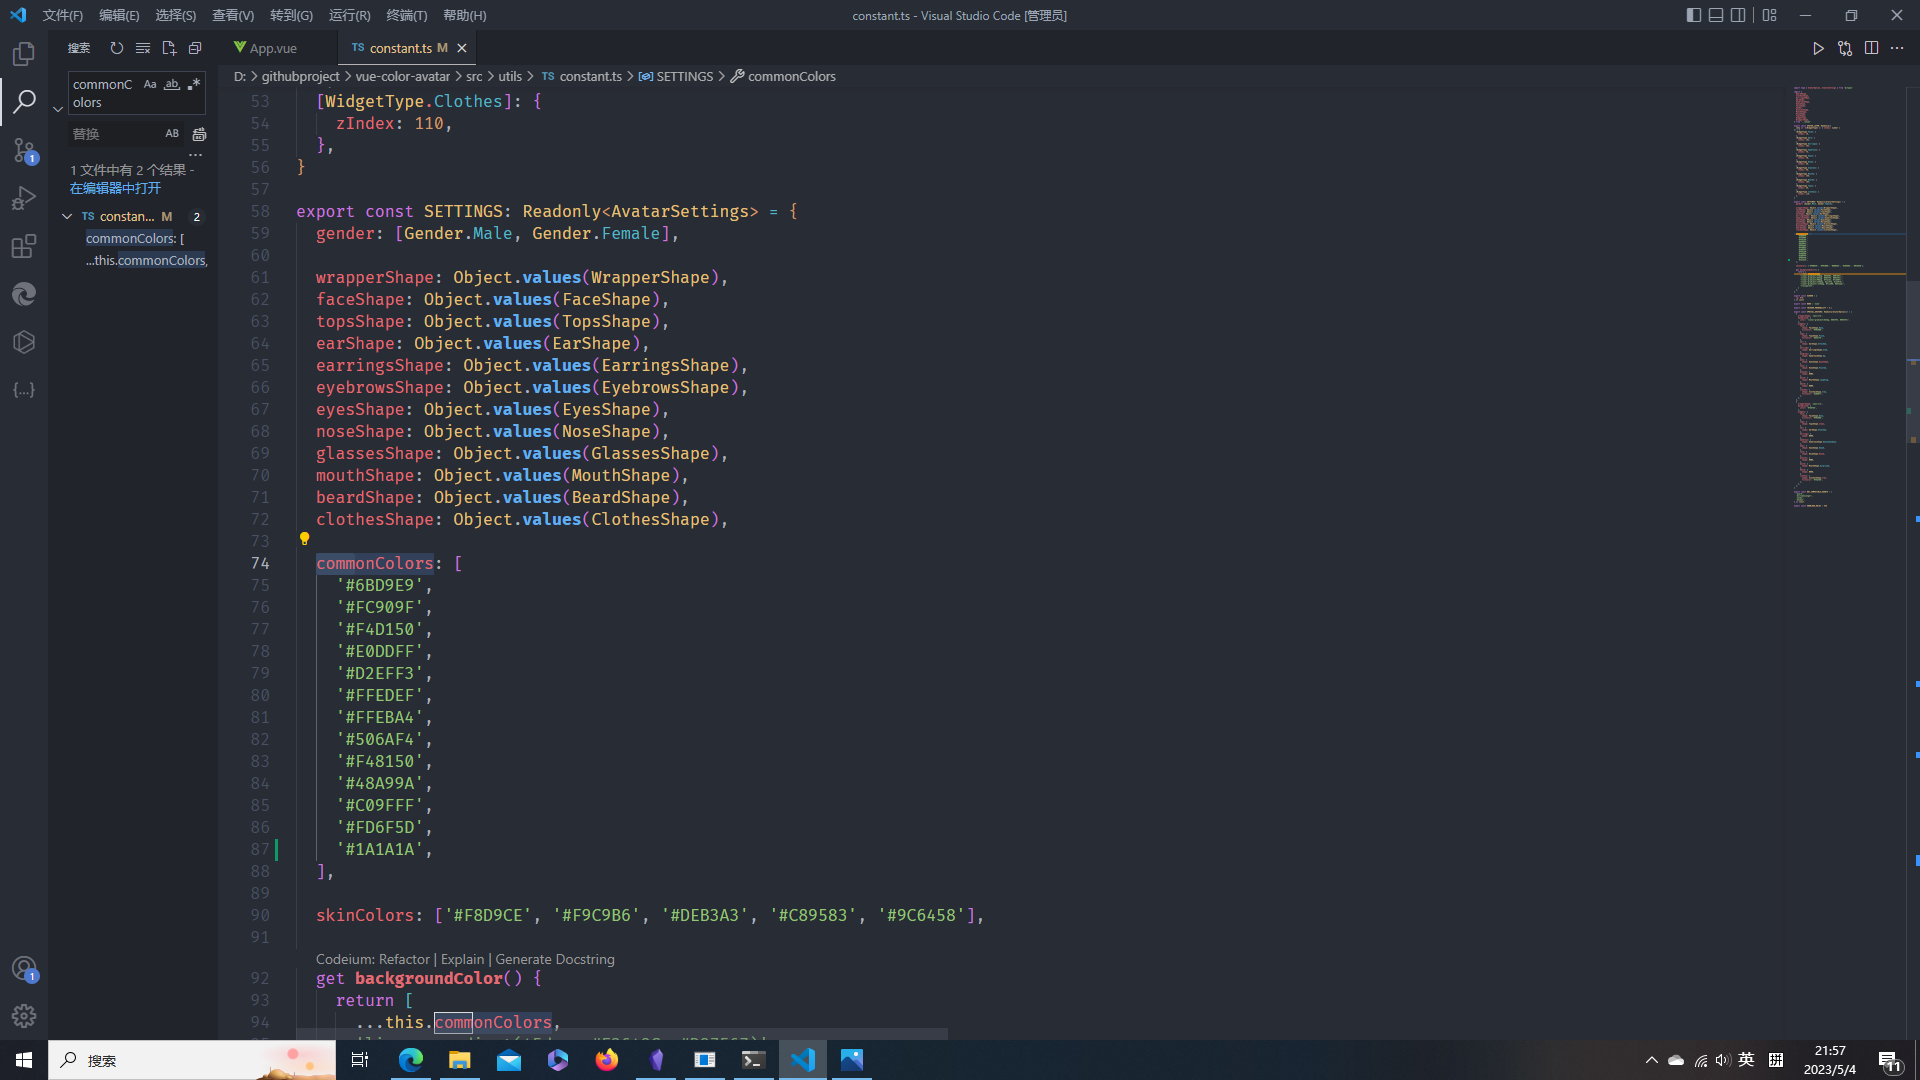 文件(F) 编辑(E) 选择(S) 查看(V) 转到(G) 运行(R) 终端(T) 帮助(H)
constant.ts - Visual Studio Code [管理员]
搜索
App.vue
TS constant.ts M
D: > githubproject > vue-color-avatar > src > utils > TS constant.ts > SETTINGS > commonColors
commonC
olors
Aa ab .*
替换
AB
1 文件中有 2 个结果 -
在编辑器中打开
TS constan... M 2
commonColors: [
...this.commonColors,
53 [WidgetType.Clothes]: {
54 zIndex: 110,
55 },
56 }
57
58 export const SETTINGS: Readonly<AvatarSettings> = {
59 gender: [Gender.Male, Gender.Female],
60
61 wrapperShape: Object.values(WrapperShape),
62 faceShape: Object.values(FaceShape),
63 topsShape: Object.values(TopsShape),
64 earShape: Object.values(EarShape),
65 earringsShape: Object.values(EarringsShape),
66 eyebrowsShape: Object.values(EyebrowsShape),
67 eyesShape: Object.values(EyesShape),
68 noseShape: Object.values(NoseShape),
69 glassesShape: Object.values(GlassesShape),
70 mouthShape: Object.values(MouthShape),
71 beardShape: Object.values(BeardShape),
72 clothesShape: Object.values(ClothesShape),
73
74 commonColors: [
75 '#6BD9E9',
76 '#FC909F',
77 '#F4D150',
78 '#E0DDFF',
79 '#D2EFF3',
80 '#FFEDEF',
81 '#FFEBA4',
82 '#506AF4',
83 '#F48150',
84 '#48A99A',
85 '#C09FFF',
86 '#FD6F5D',
87 '#1A1A1A',
88 ],
89
90 skinColors: ['#F8D9CE', '#F9C9B6', '#DEB3A3', '#C89583', '#9C6458'],
91
Codeium: Refactor | Explain | Generate Docstring
92 get backgroundColor() {
93 return [
94 ...this.commonColors,
1
1
搜索
英
拼
21:57
2023/5/4
11